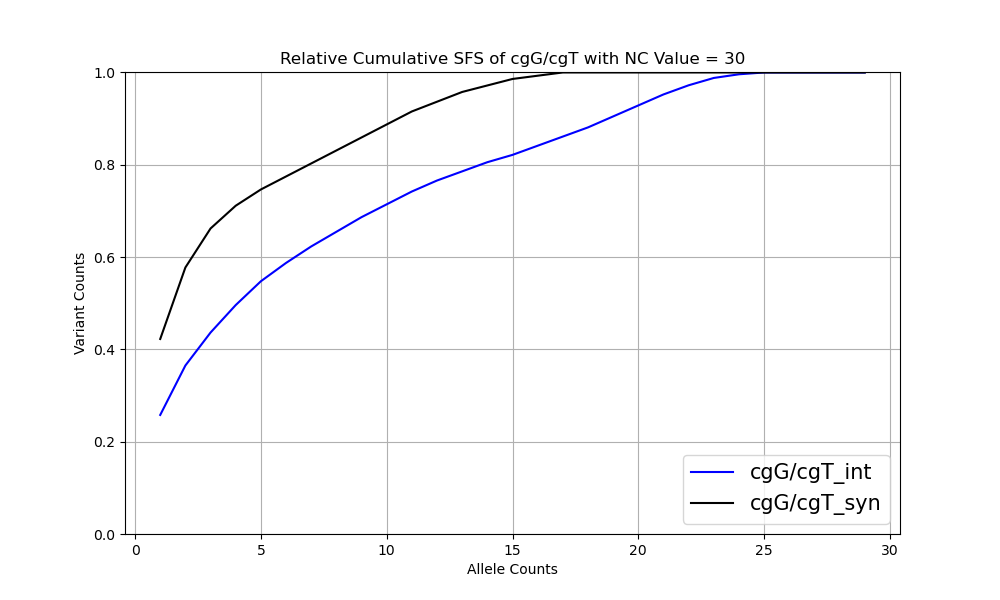 Relative Cumulative SFS of cgG/cgT with NC Value = 30
Variant Counts
1.0
0.8
0.6
0.4
0.2
0.0
0
5
10
15
20
25
30
Allele Counts
cgG/cgT_int
cgG/cgT_syn